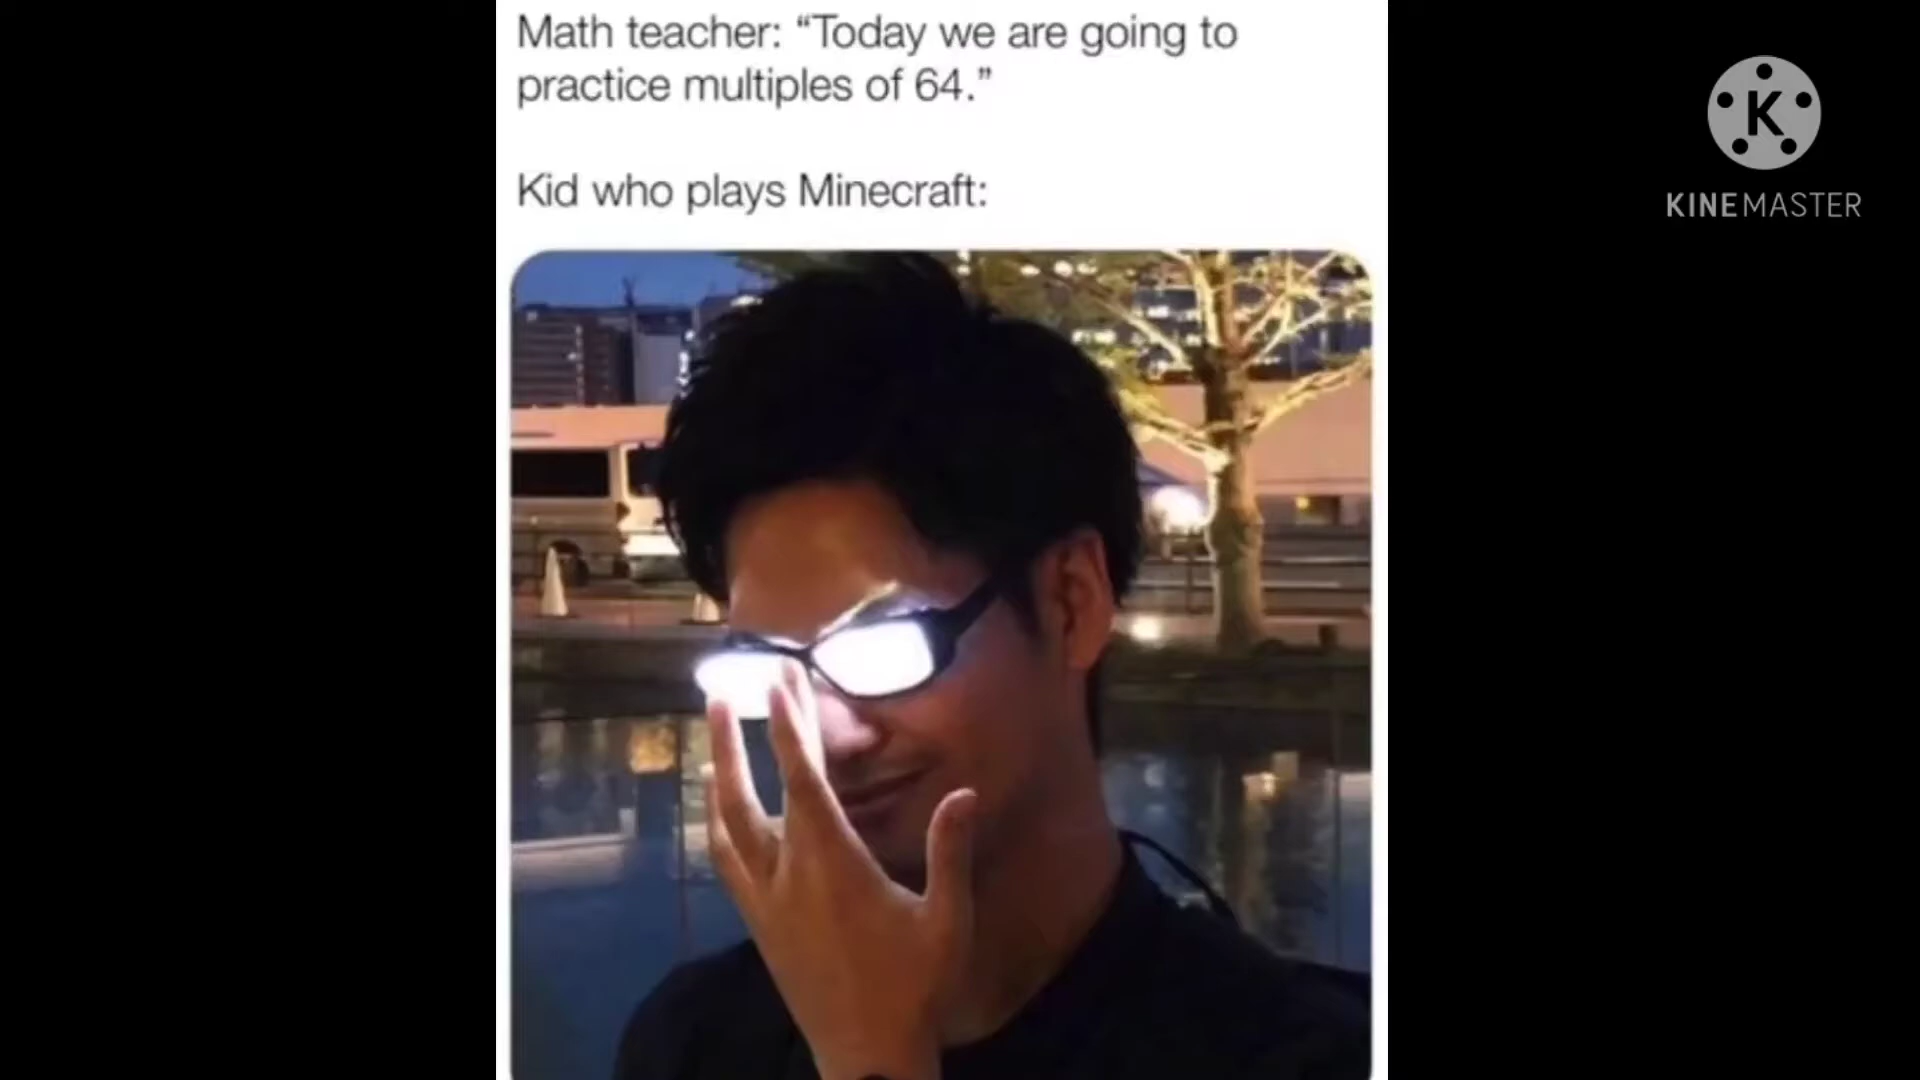 Math teacher: “Today we are going to
practice multiples of 64.”
Kid who plays Minecraft:
K
KINEMASTER